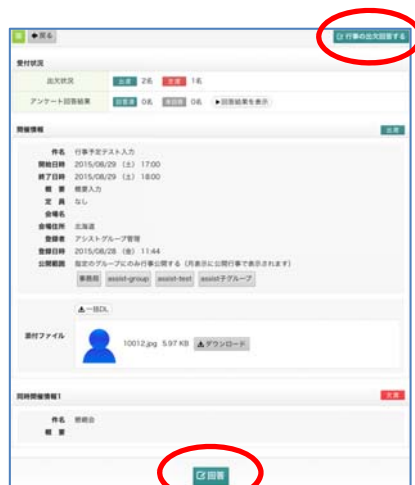 戻る 行事の出欠回答する
受付状況
出欠状況 出席 2名 欠席 1名
アンケート回答結果 回答済 0名 未回答 0名 ▶回答結果を表示
開催情報 出席
件名 行事予定テスト入力
開始日時 2015/08/29 (土) 17:00
終了日時 2015/08/29 (土) 18:00
概 要 概要入力
定 員 なし
会場名
会場住所 北海道
登録者 アシストグループ管理
登録日時 2015/08/28 (金) 11:44
公開範囲 指定のグループにのみ行事公開する (月表示に公開行事で表示されます)
事務局 assist-group assist-test assist子グループ
一括DL
添付ファイル 10012.jpg 5.97 KB ダウンロード
同時開催情報1 欠席
件名 懇親会
概 要
回答